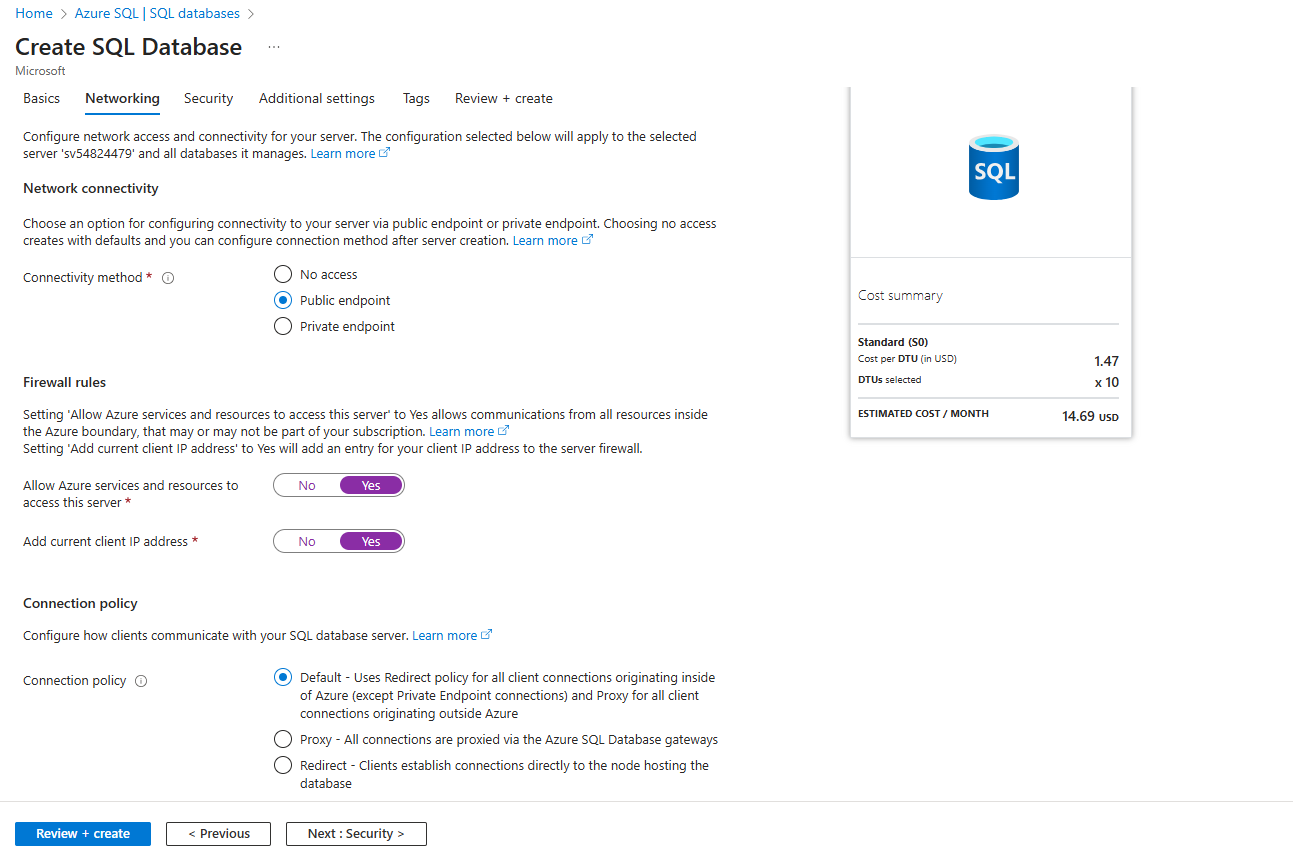 Home > Azure SQL | SQL databases >
Create SQL Database ...
Microsoft
Basics Networking Security Additional settings Tags Review + create
Configure network access and connectivity for your server. The configuration selected below will apply to the selected
server 'sv54824479' and all databases it manages. Learn more
Network connectivity
Choose an option for configuring connectivity to your server via public endpoint or private endpoint. Choosing no access
creates with defaults and you can configure connection method after server creation. Learn more
Connectivity method *
No access
Public endpoint
Private endpoint
Firewall rules
Setting 'Allow Azure services and resources to access this server' to Yes allows communications from all resources inside
the Azure boundary, that may or may not be part of your subscription. Learn more
Setting 'Add current client IP address' to Yes will add an entry for your client IP address to the server firewall.
Allow Azure services and resources to
access this server *
No Yes
Add current client IP address *
No Yes
Connection policy
Configure how clients communicate with your SQL database server. Learn more
Connection policy
Default - Uses Redirect policy for all client connections originating inside
of Azure (except Private Endpoint connections) and Proxy for all client
connections originating outside Azure
Proxy - All connections are proxied via the Azure SQL Database gateways
Redirect - Clients establish connections directly to the node hosting the
database
SQL
Cost summary
Standard (S0)
Cost per DTU (in USD) 1.47
DTUs selected x 10
ESTIMATED COST / MONTH 14.69 USD
Review + create < Previous Next : Security >